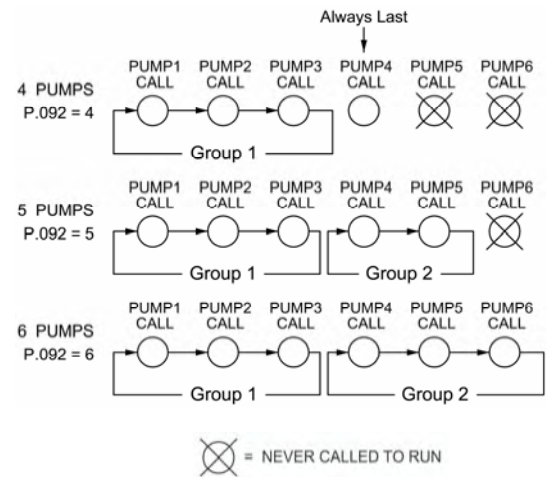 Always Last
PUMP1 CALL PUMP2 CALL PUMP3 CALL PUMP4 CALL PUMP5 CALL PUMP6 CALL
4 PUMPS
P.092 = 4
Group 1
PUMP1 CALL PUMP2 CALL PUMP3 CALL PUMP4 CALL PUMP5 CALL PUMP6 CALL
5 PUMPS
P.092 = 5
Group 1 Group 2
PUMP1 CALL PUMP2 CALL PUMP3 CALL PUMP4 CALL PUMP5 CALL PUMP6 CALL
6 PUMPS
P.092 = 6
Group 1 Group 2
= NEVER CALLED TO RUN